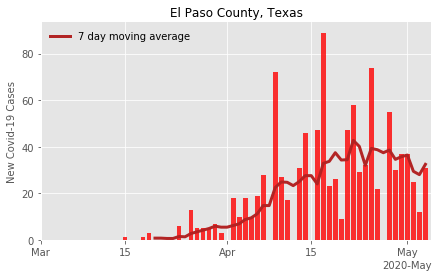 El Paso County, Texas
7 day moving average
New Covid-19 Cases
80
60
40
20
0
Mar
15
Apr
15
May
2020-May